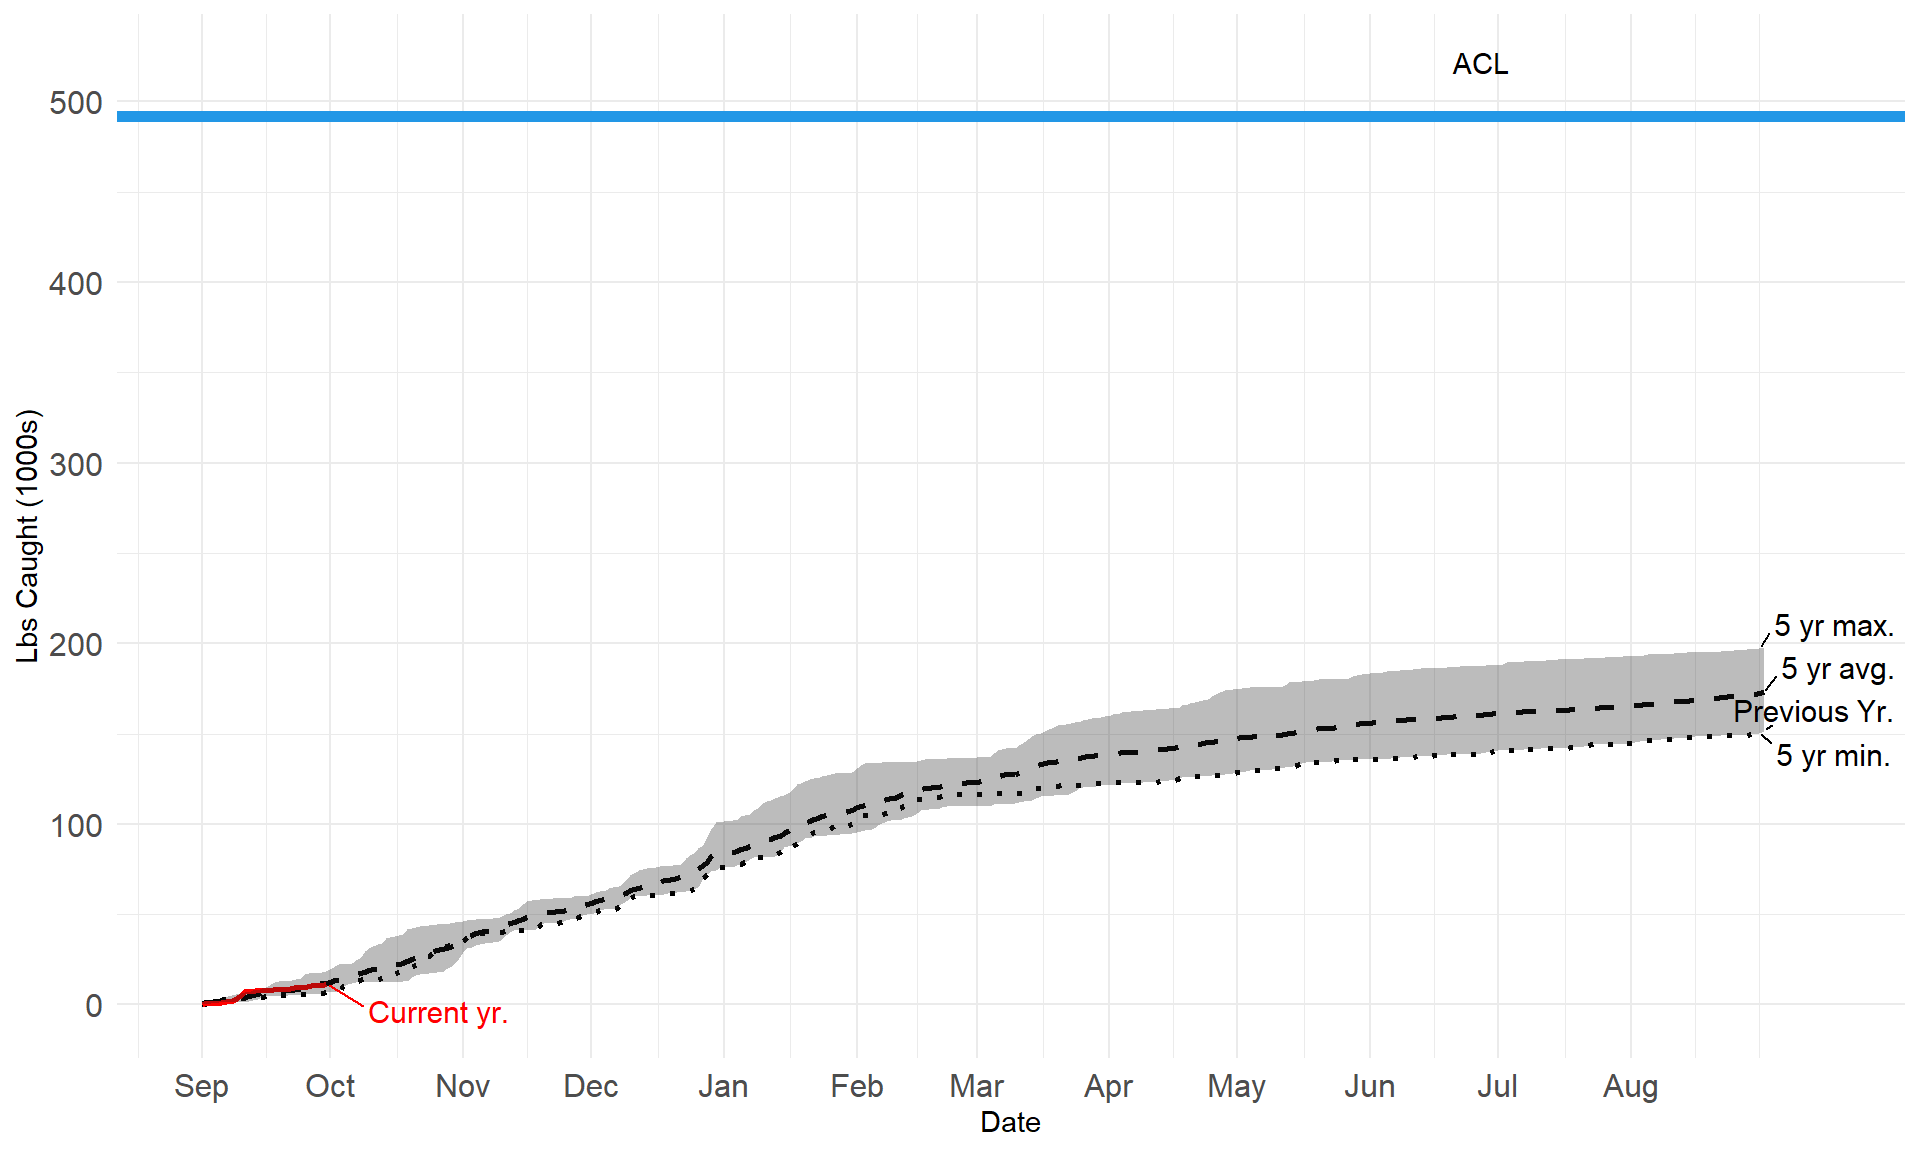 ACL
500
400
300
200
100
0
Lbs Caught (1000s)
5 yr max.
5 yr avg.
Previous Yr.
5 yr min.
Current yr.
Sep Oct Nov Dec Jan Feb Mar Apr May Jun Jul Aug
Date